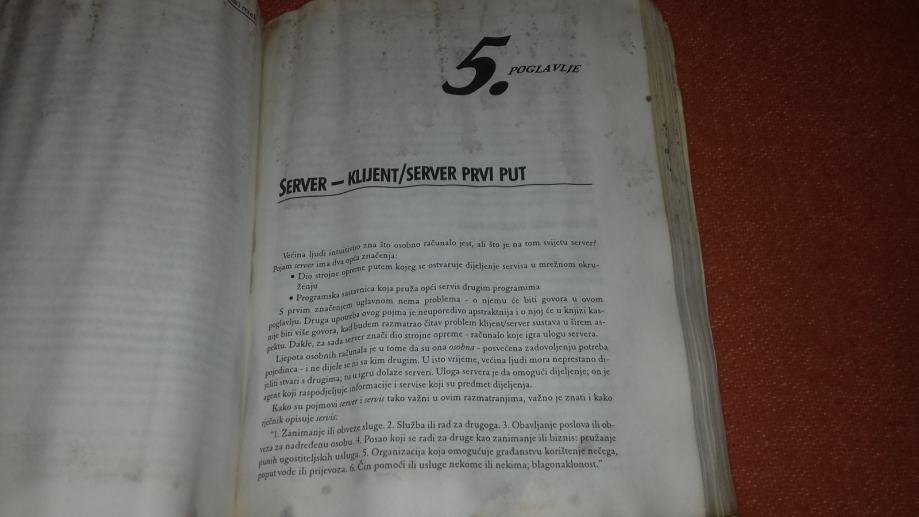 5. POGLAVLJE
SERVER – KLIJENT/SERVER PRVI PUT
Većina ljudi intuitivno zna što osobno računalo jest, ali što je na tom svijetu server?
Pojam server ima dva opća značenja:
• Dio strojne opreme putem kojeg se ostvaruje dijeljenje servisa u mrežnom okru-
ženju
• Programska sastavnica koja pruža opći servis drugim programima
S prvim značenjem uglavnom nema problema - o njemu će biti govora u ovom
poglavlju. Druga upotreba ovog pojma je neuporedivo apstraktnija i o njoj će u knjizi kas-
nije biti više govora, kad budem razmatrao čitav problem klijent/server sustava u širem as-
pektu. Dakle, za sada server znači dio strojne opreme - računalo koje igra ulogu servera.
Ljepota osobnih računala je u tome da su ona osobna - posvećena zadovoljenju potreba
pojedinca - i ne dijele se ni sa kim drugim. U isto vrijeme, većina ljudi mora neprestano di-
jeliti stvari s drugima; tu u igru dolaze serveri. Uloga servera je da omogući dijeljenje; on je
agent koji raspodjeljuje informacije i servise koji su predmet dijeljenja.
Kako su pojmovi server i servis tako važni u ovim razmatranjima, važno je znati i kako
rječnik opisuje servis:
"1. Zanimanje ili obveze sluge. 2. Služba ili rad za drugoga. 3. Obavljanje poslova ili ob-
veza za nadređenu osobu. 4. Posao koji se radi za druge kao zanimanje ili biznis: pružanje
punih ugostiteljskih usluga. 5. Organizacija koja omogućuje građanstvu korištenje nečega,
poput vode ili prijevoza. 6. Čin pomoći ili usluge nekome ili nekima; blagonaklonost."